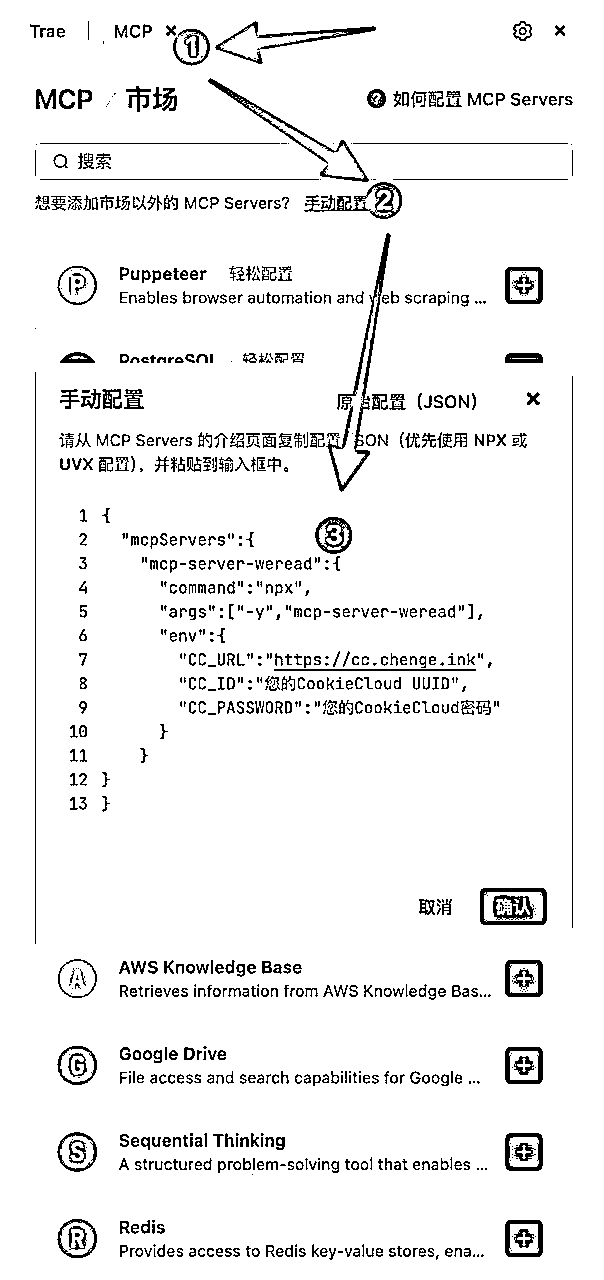 Trae | MCP ×
①
MCP / 市场
如何配置 MCP Servers
搜索
想要添加市场以外的 MCP Servers? 手动配置
②
Puppeteer 轻松配置
Enables browser automation and web scraping ...
PostgreSQL 轻松配置
手动配置
原始配置（JSON）
请从 MCP Servers 的介绍页面复制配置 JSON（优先使用 NPX 或
UVX 配置），并粘贴到输入框中。
③
1 {
2 "mcpServers":{
3 "mcp-server-weread":{
4 "command":"npx",
5 "args":["-y","mcp-server-weread"],
6 "env":{
7 "CC_URL":"https://cc.chenge.ink",
8 "CC_ID":"您的CookieCloud UUID",
9 "CC_PASSWORD":"您的CookieCloud密码"
10 }
11 }
12 }
13 }
取消
确认
A
AWS Knowledge Base
Retrieves information from AWS Knowledge Bas...
G
Google Drive
File access and search capabilities for Google ...
S
Sequential Thinking
A structured problem-solving tool that enables ...
R
Redis
Provides access to Redis key-value stores, ena...